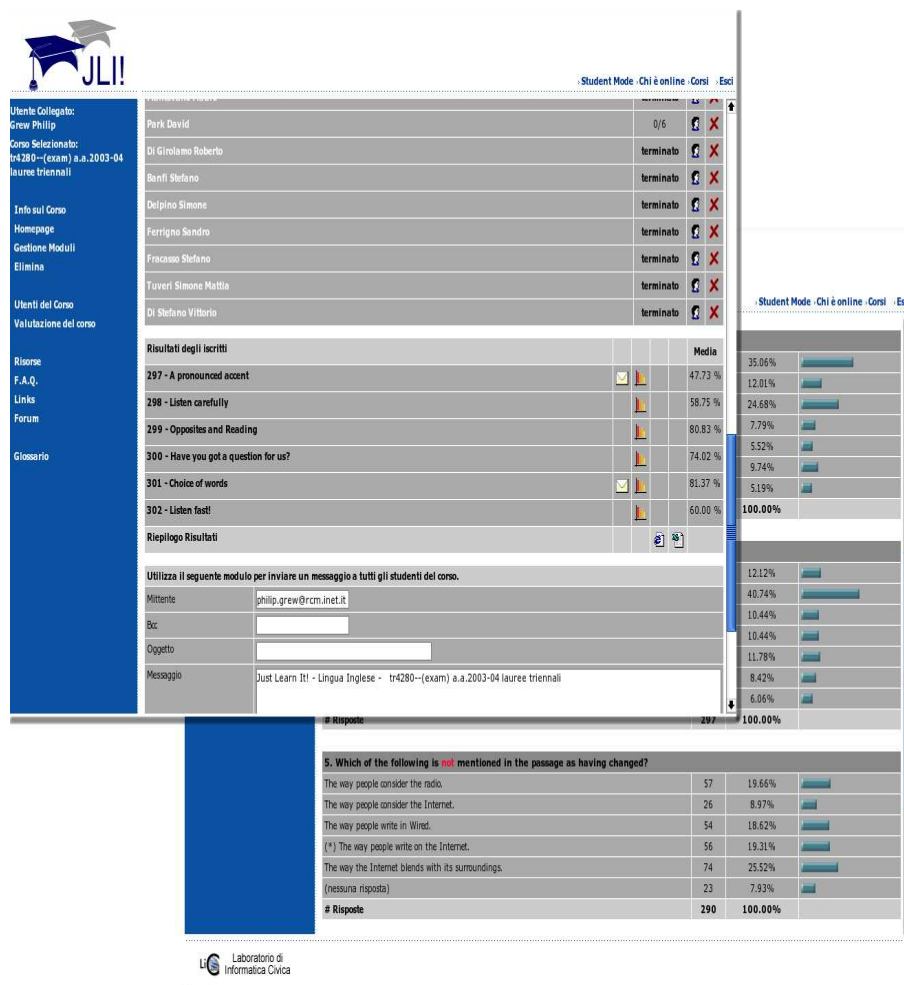 JLI!
› Student Mode › Chi è online › Corsi › Esci
Utente Collegato:
Grew Philip
Corso Selezionato:
tr4280--(exam) a.a.2003-04
lauree triennali
Info sul Corso
Homepage
Gestione Moduli
Elimina
Utenti del Corso
Valutazione del corso
Risorse
F.A.Q.
Links
Forum
Glossario
terminato
Park David 0/6
Di Girolamo Roberto terminato
Banfi Stefano terminato
Delpino Simone terminato
Ferrigno Sandro terminato
Fracasso Stefano terminato
Tuveri Simone Mattia terminato
Di Stefano Vittorio terminato
Risultati degli iscritti Media
297 - A pronounced accent 47.73 %
298 - Listen carefully 58.75 %
299 - Opposites and Reading 80.83 %
300 - Have you got a question for us? 74.02 %
301 - Choice of words 81.37 %
302 - Listen fast! 60.00 %
Riepilogo Risultati
Utilizza il seguente modulo per inviare un messaggio a tutti gli studenti del corso.
Mittente philip.grew@rcm.inet.it
Bcc
Oggetto
Messaggio Just Learn It! - Lingua Inglese - tr4280--(exam) a.a.2003-04 lauree triennali
› Student Mode › Chi è online › Corsi › Es
35.06%
12.01%
24.68%
7.79%
5.52%
9.74%
5.19%
100.00%
12.12%
40.74%
10.44%
10.44%
11.78%
8.42%
6.06%
# Risposte 297 100.00%
5. Which of the following is not mentioned in the passage as having changed?
The way people consider the radio. 57 19.66%
The way people consider the Internet. 26 8.97%
The way people write in Wired. 54 18.62%
(*) The way people write on the Internet. 56 19.31%
The way the Internet blends with its surroundings. 74 25.52%
(nessuna risposta) 23 7.93%
# Risposte 290 100.00%
Laboratorio di
Informatica Civica